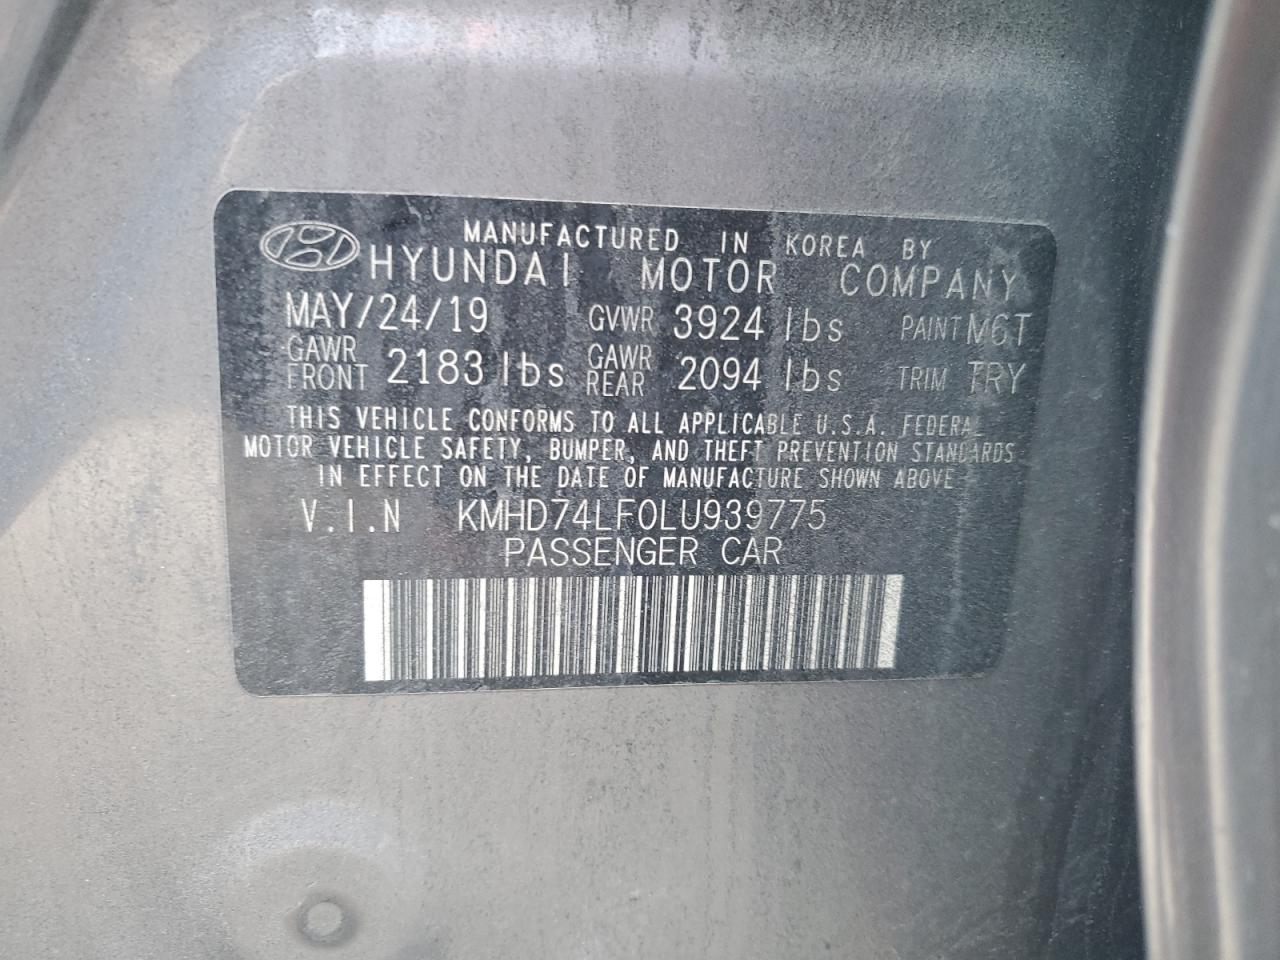 MANUFACTURED IN KOREA BY
HYUNDAI MOTOR COMPANY
MAY/24/19 GVWR 3924 lbs PAINT M6T
GAWR FRONT 2183 lbs GAWR REAR 2094 lbs TRIM TRY
THIS VEHICLE CONFORMS TO ALL APPLICABLE U.S.A. FEDERAL
MOTOR VEHICLE SAFETY, BUMPER, AND THEFT PREVENTION STANDARDS
IN EFFECT ON THE DATE OF MANUFACTURE SHOWN ABOVE
V.I.N KMHD74LF0LU939775
PASSENGER CAR